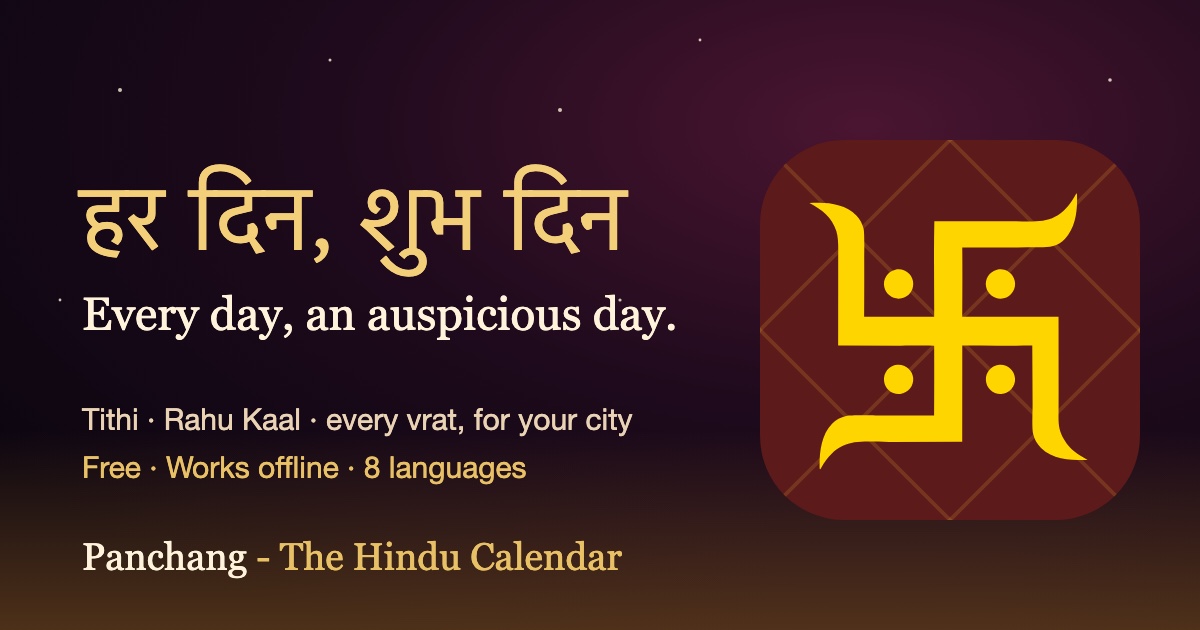 हर दिन, शुभ दिन
Every day, an auspicious day.
Tithi · Rahu Kaal · every vrat, for your city
Free · Works offline · 8 languages
Panchang - The Hindu Calendar